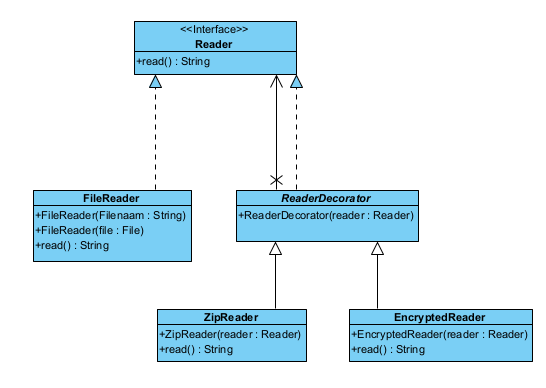 <<Interface>>
Reader
+read() : String
FileReader
+FileReader(Filenaam : String)
+FileReader(file : File)
+read() : String
ReaderDecorator
+ReaderDecorator(reader : Reader)
ZipReader
+ZipReader(reader : Reader)
+read() : String
EncryptedReader
+EncryptedReader(reader : Reader)
+read() : String